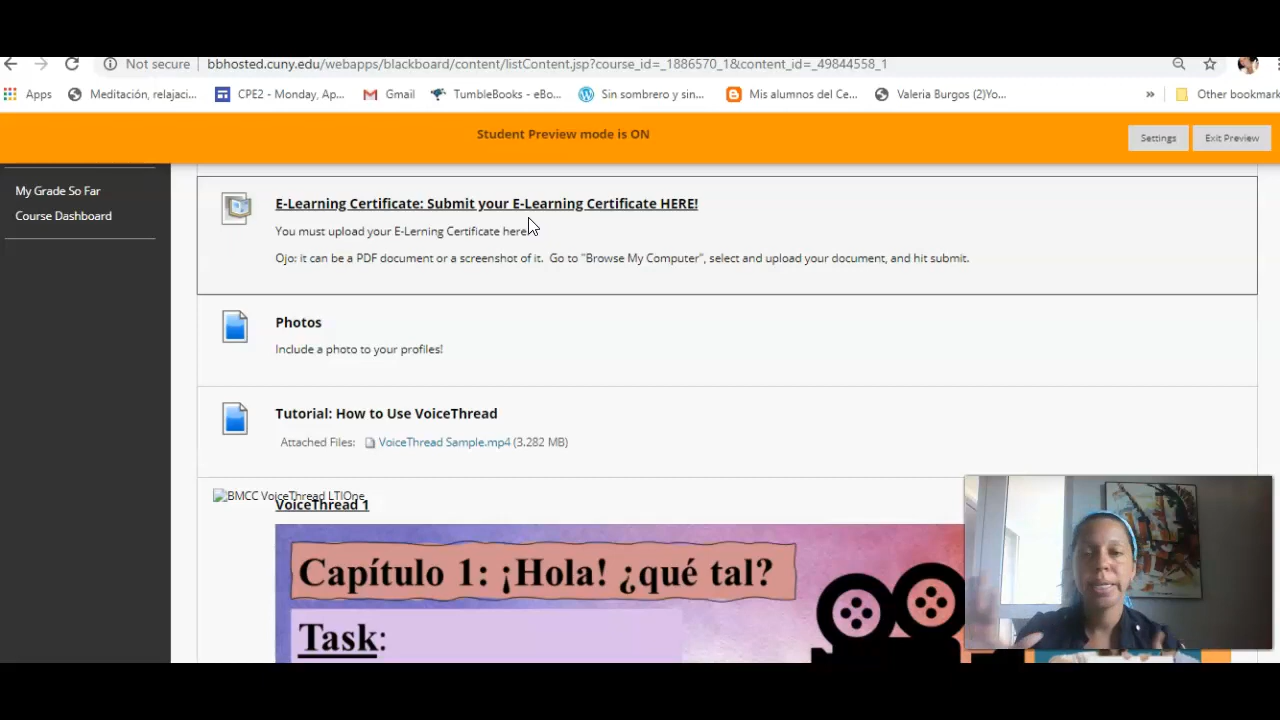 Not secure bbhosted.cuny.edu/webapps/blackboard/content/listContent.jsp?course_id=_1886570_1&content_id=_49844558_1
Apps Meditación, relajaci... CPE2 - Monday, Ap... Gmail TumbleBooks - eBo... Sin sombrero y sin... Mis alumnos del Ce... Valeria Burgos (2)Yo... » Other bookmark
Student Preview mode is ON
Settings Exit Preview
My Grade So Far
Course Dashboard
E-Learning Certificate: Submit your E-Learning Certificate HERE!
You must upload your E-Lerning Certificate here
Ojo: it can be a PDF document or a screenshot of it. Go to "Browse My Computer", select and upload your document, and hit submit.
Photos
Include a photo to your profiles!
Tutorial: How to Use VoiceThread
Attached Files: VoiceThread Sample.mp4 (3.282 MB)
BMCC VoiceThread LTIOne
VoiceThread 1
Capítulo 1: ¡Hola! ¿qué tal?
Task: